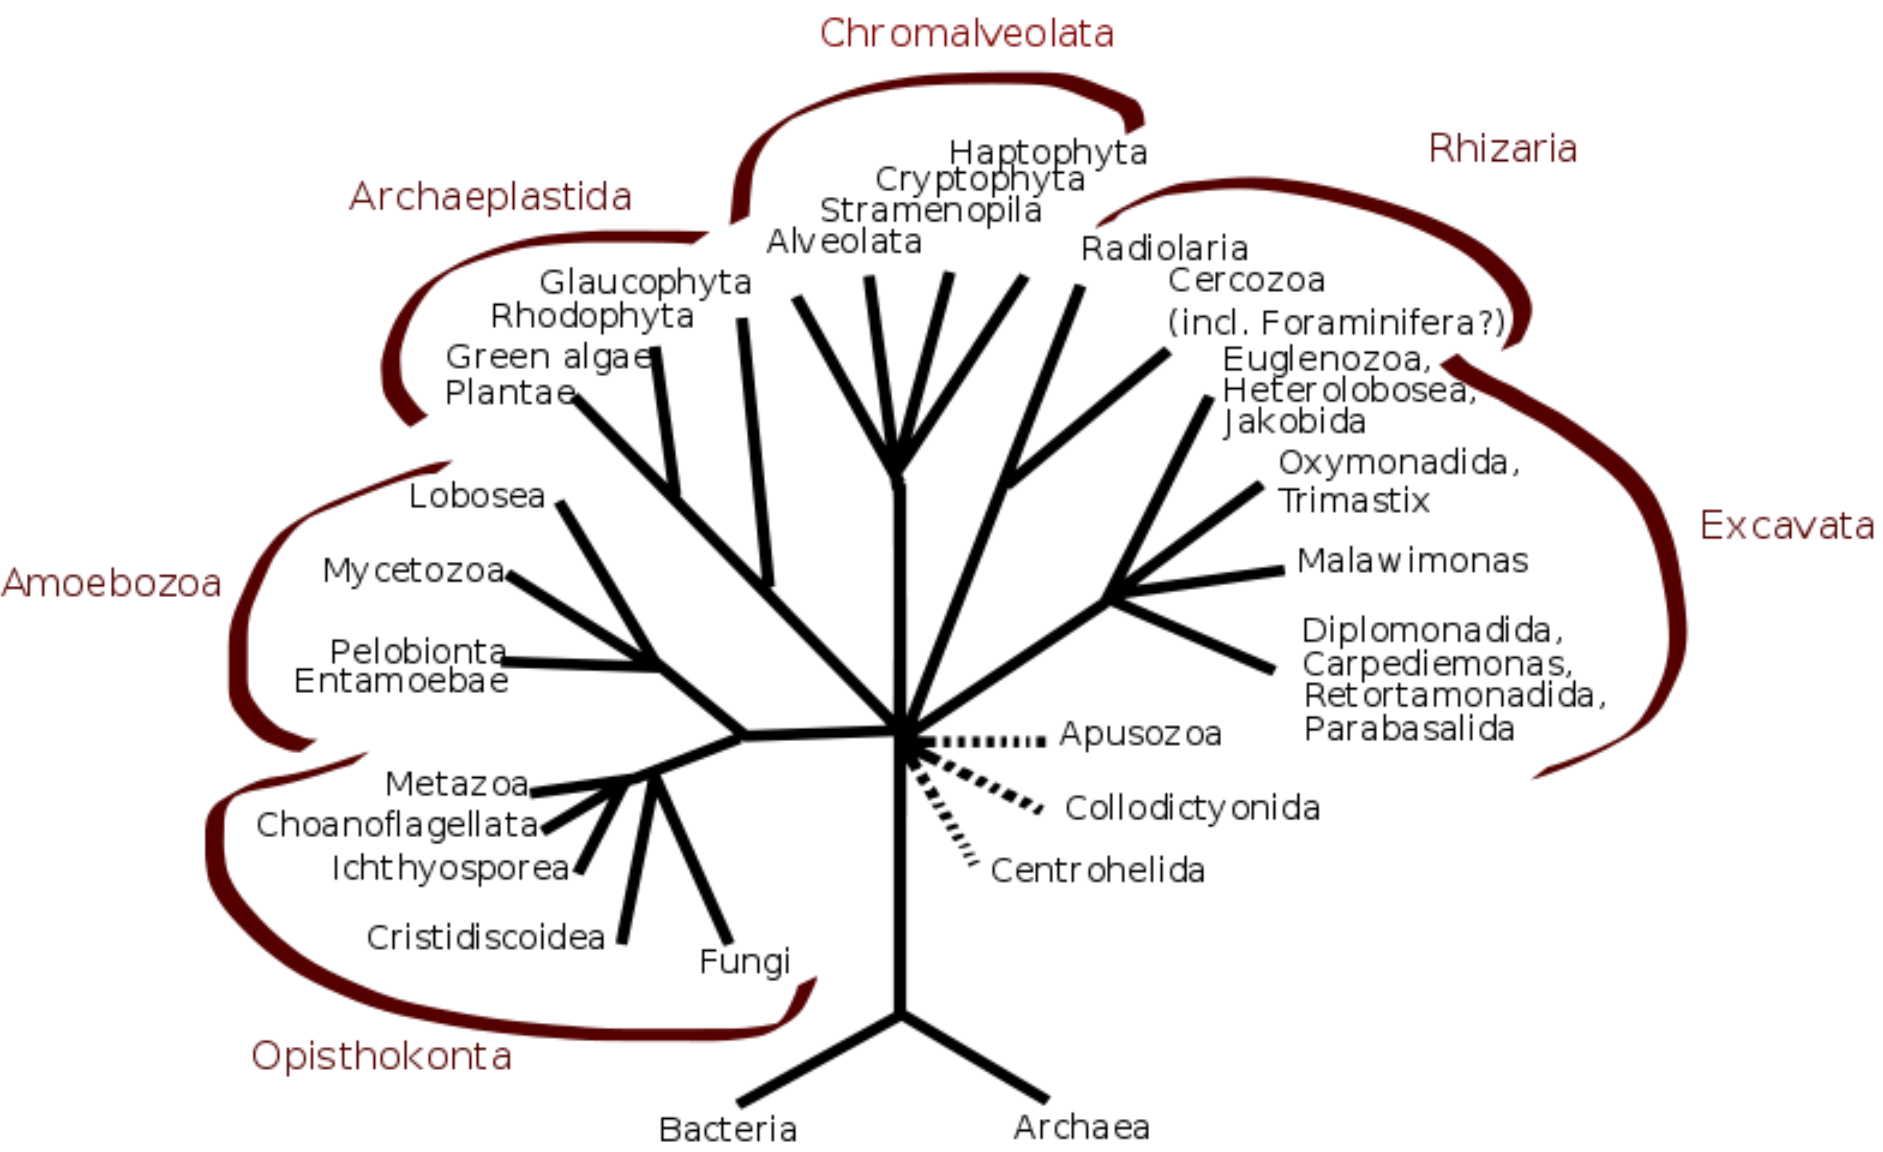 Chromalveolata
Haptophyta
Cryptophyta
Stramenopila
Alveolata
Rhizaria
Radiolaria
Cercozoa
(incl. Foraminifera?)
Archaeplastida
Glaucophyta
Rhodophyta
Green algae
Plantae
Euglenozoa,
Heterolobosea,
Jakobida
Oxymonadida,
Trimastix
Malawimonas
Diplomonadida,
Carpediemonas,
Retortamonadida,
Parabasalida
Excavata
Amoebozoa
Lobosea
Mycetozoa
Pelobionta
Entamoebae
Apusozoa
Collodictyonida
Centrohelida
Metazoa
Choanoflagellata
Ichthyosporea
Cristidiscoidea
Fungi
Opisthokonta
Bacteria
Archaea